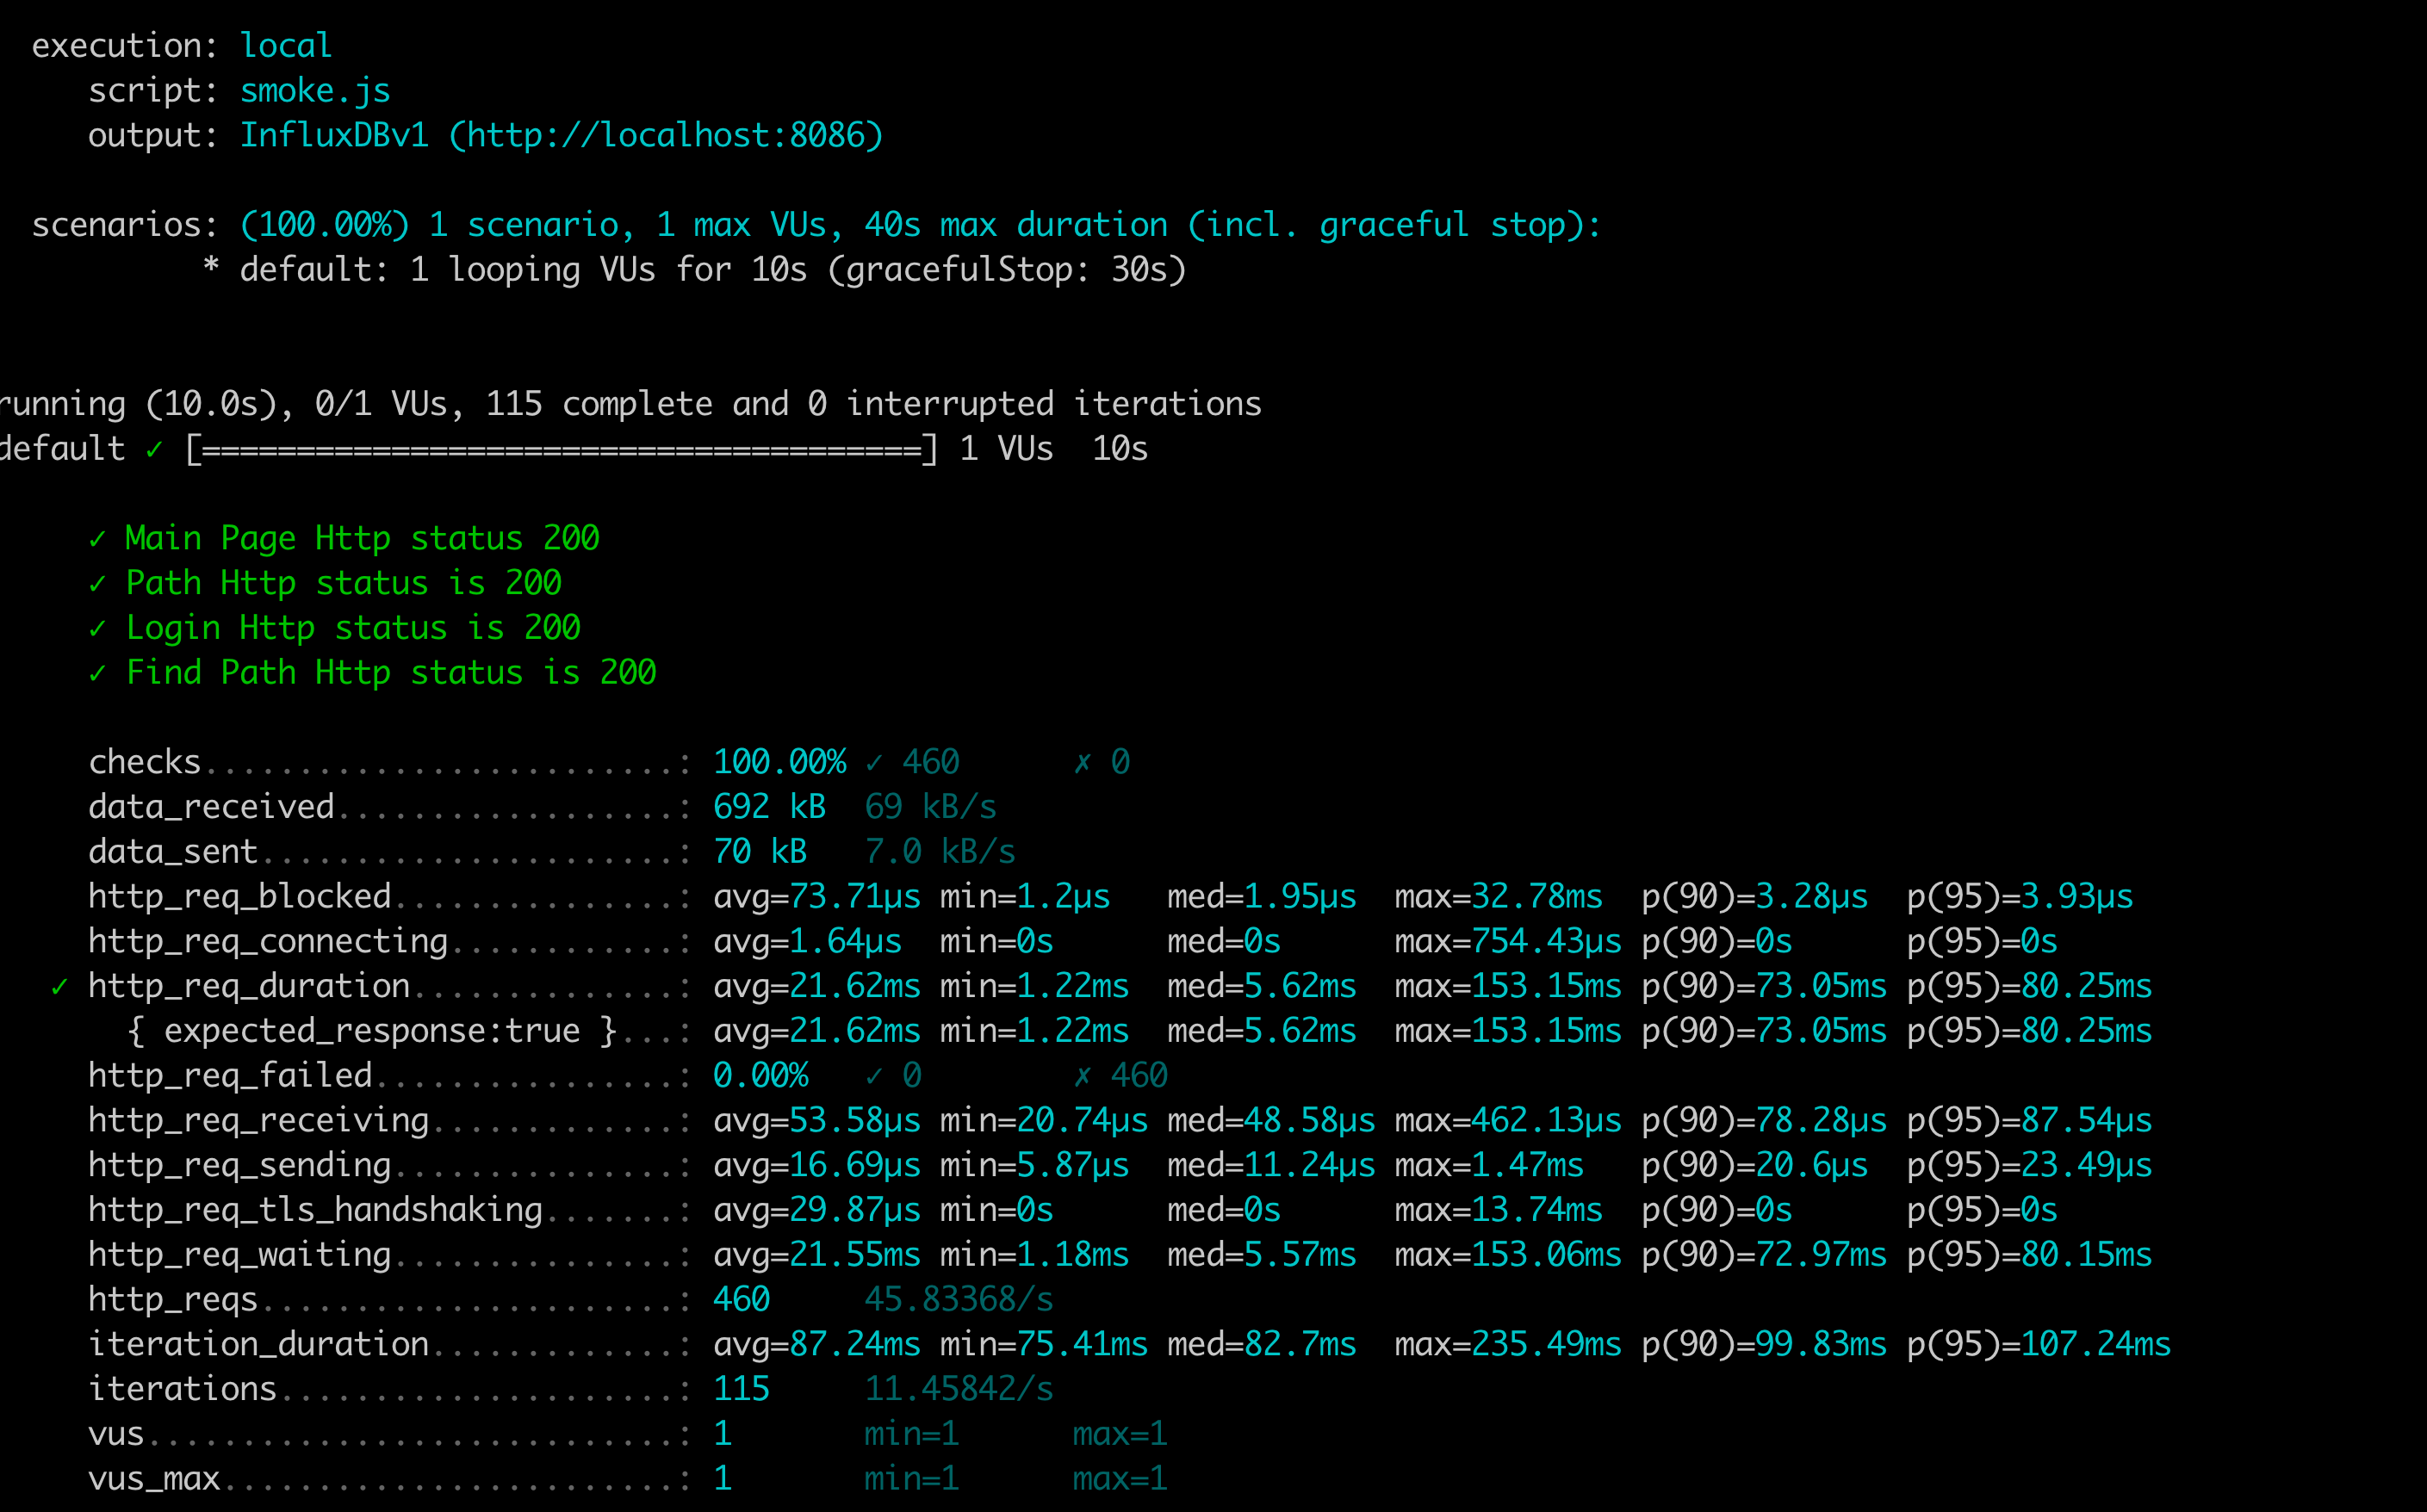 execution: local
script: smoke.js
output: InfluxDBv1 (http://localhost:8086)
scenarios: (100.00%) 1 scenario, 1 max VUs, 40s max duration (incl. graceful stop):
* default: 1 looping VUs for 10s (gracefulStop: 30s)
running (10.0s), 0/1 VUs, 115 complete and 0 interrupted iterations
default ✓ [======================================] 1 VUs  10s
✓ Main Page Http status 200
✓ Path Http status is 200
✓ Login Http status is 200
✓ Find Path Http status is 200
checks.........................: 100.00% ✓ 460      ✗ 0
data_received..................: 692 kB  69 kB/s
data_sent......................: 70 kB   7.0 kB/s
http_req_blocked...............: avg=73.71µs min=1.2µs   med=1.95µs  max=32.78ms  p(90)=3.28µs  p(95)=3.93µs
http_req_connecting............: avg=1.64µs  min=0s      med=0s      max=754.43µs p(90)=0s      p(95)=0s
✓ http_req_duration..............: avg=21.62ms min=1.22ms  med=5.62ms  max=153.15ms p(90)=73.05ms p(95)=80.25ms
{ expected_response:true }...: avg=21.62ms min=1.22ms  med=5.62ms  max=153.15ms p(90)=73.05ms p(95)=80.25ms
http_req_failed................: 0.00%   ✓ 0        ✗ 460
http_req_receiving.............: avg=53.58µs min=20.74µs med=48.58µs max=462.13µs p(90)=78.28µs p(95)=87.54µs
http_req_sending...............: avg=16.69µs min=5.87µs  med=11.24µs max=1.47ms   p(90)=20.6µs  p(95)=23.49µs
http_req_tls_handshaking.......: avg=29.87µs min=0s      med=0s      max=13.74ms  p(90)=0s      p(95)=0s
http_req_waiting...............: avg=21.55ms min=1.18ms  med=5.57ms  max=153.06ms p(90)=72.97ms p(95)=80.15ms
http_reqs......................: 460     45.83368/s
iteration_duration.............: avg=87.24ms min=75.41ms med=82.7ms  max=235.49ms p(90)=99.83ms p(95)=107.24ms
iterations.....................: 115     11.45842/s
vus............................: 1       min=1      max=1
vus_max........................: 1       min=1      max=1